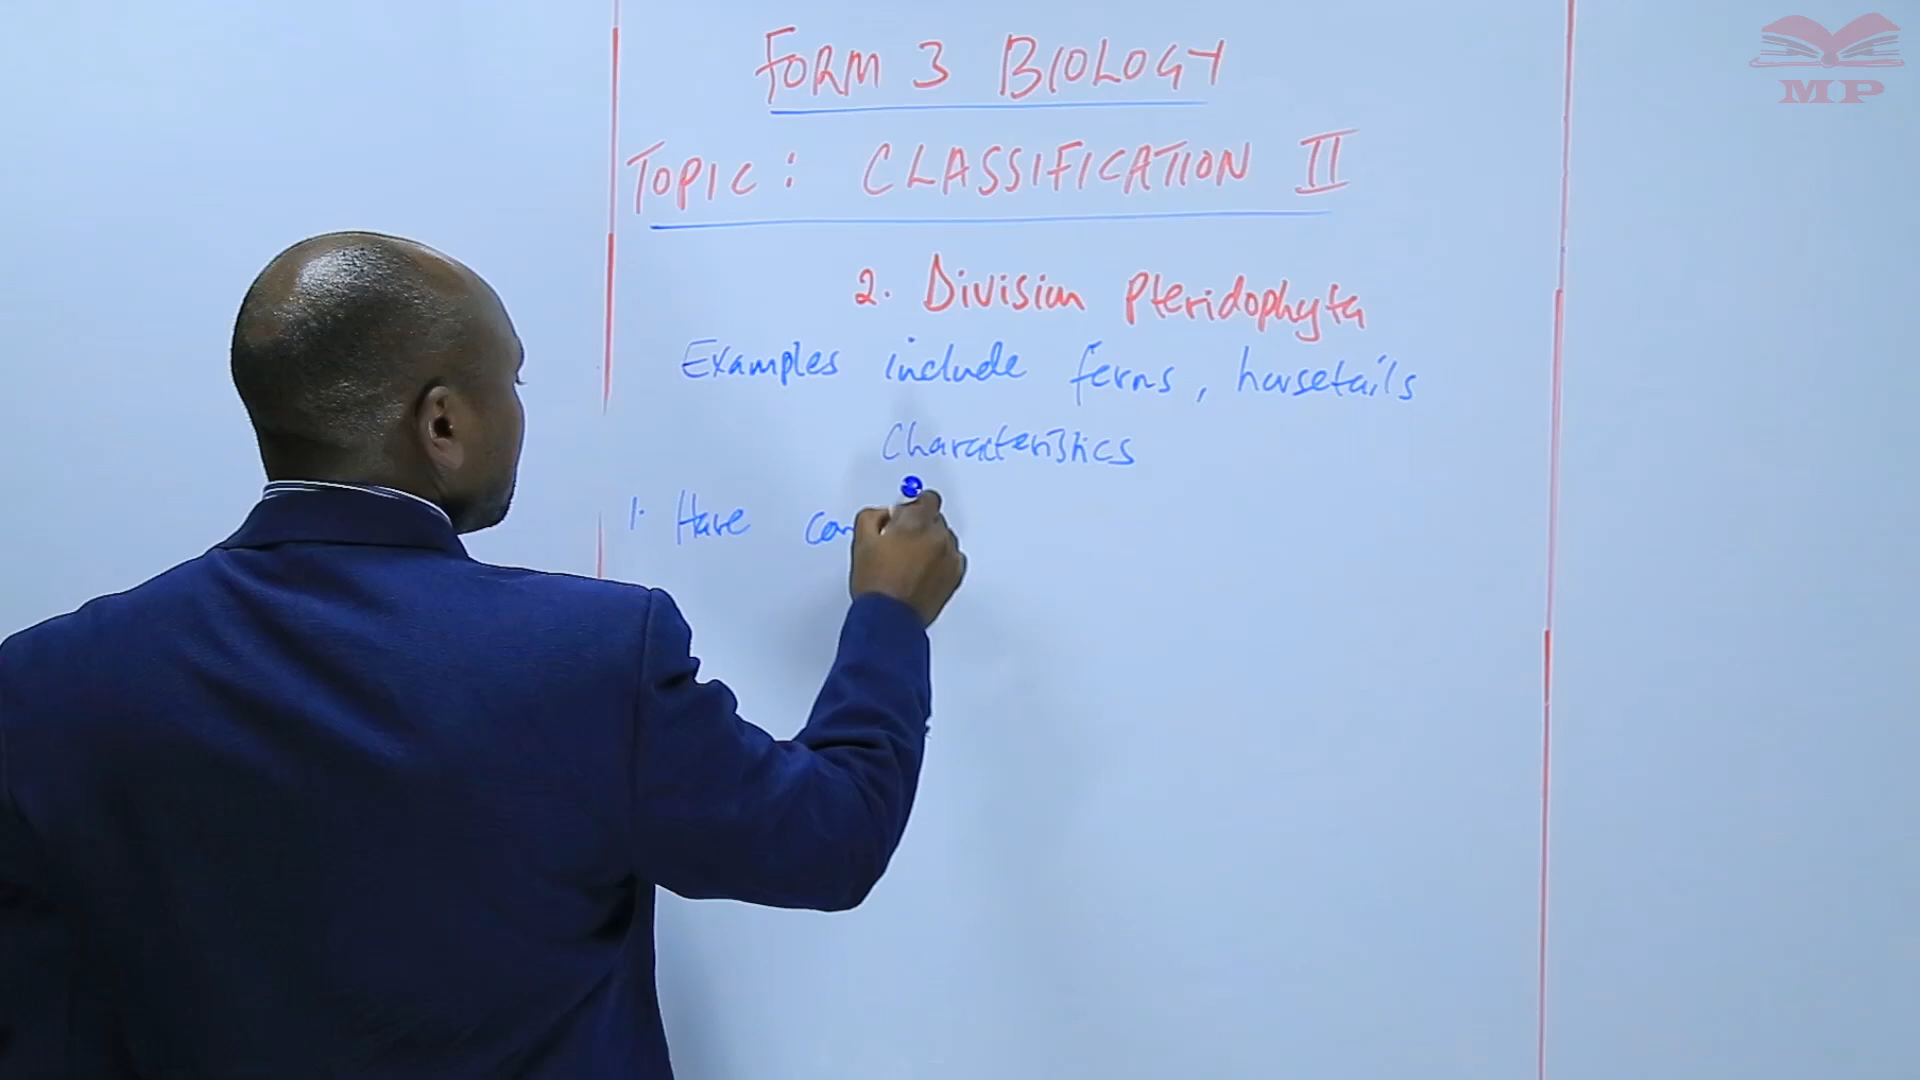 FORM 3 BIOLOGY
MP
TOPIC: CLASSIFICATION II
2. Division Pteridophyta
Examples include ferns, horsetails
Characteristics
1. Have